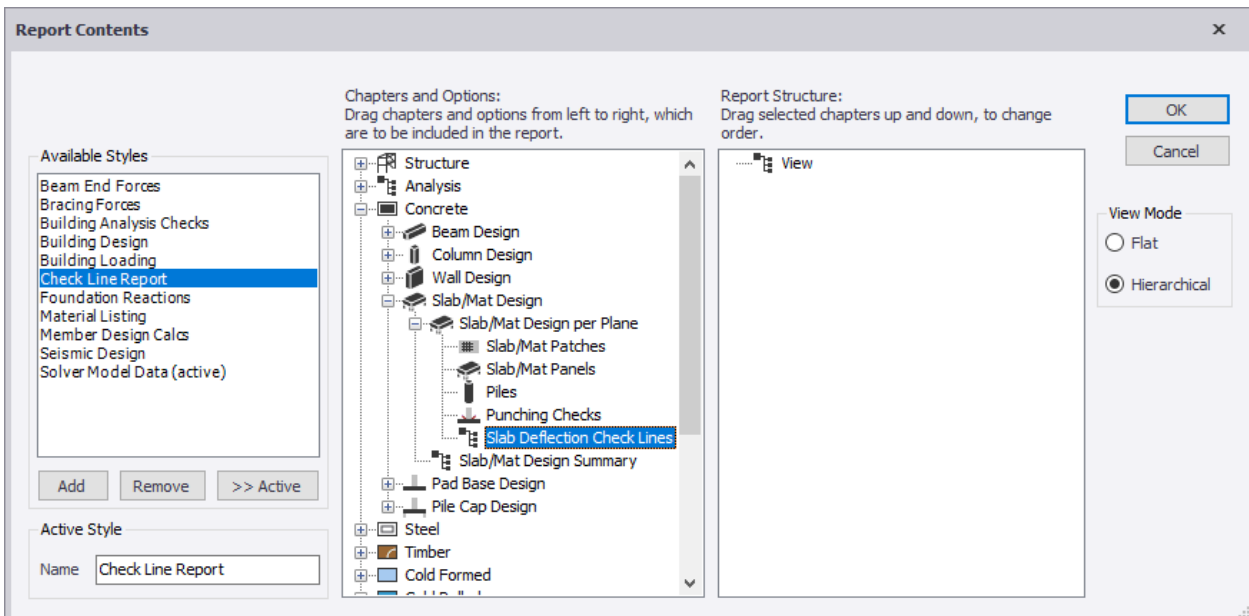 Report Contents
Chapters and Options:
Drag chapters and options from left to right, which
are to be included in the report.
Report Structure:
Drag selected chapters up and down, to change
order.
OK
Cancel
Available Styles
Beam End Forces
Bracing Forces
Building Analysis Checks
Building Design
Building Loading
Check Line Report
Foundation Reactions
Material Listing
Member Design Calcs
Seismic Design
Solver Model Data (active)
Add
Remove
>> Active
Active Style
Name
Check Line Report
Structure
Analysis
Concrete
Beam Design
Column Design
Wall Design
Slab/Mat Design
Slab/Mat Design per Plane
Slab/Mat Patches
Slab/Mat Panels
Piles
Punching Checks
Slab Deflection Check Lines
Slab/Mat Design Summary
Pad Base Design
Pile Cap Design
Steel
Timber
Cold Formed
View
View Mode
Flat
Hierarchical